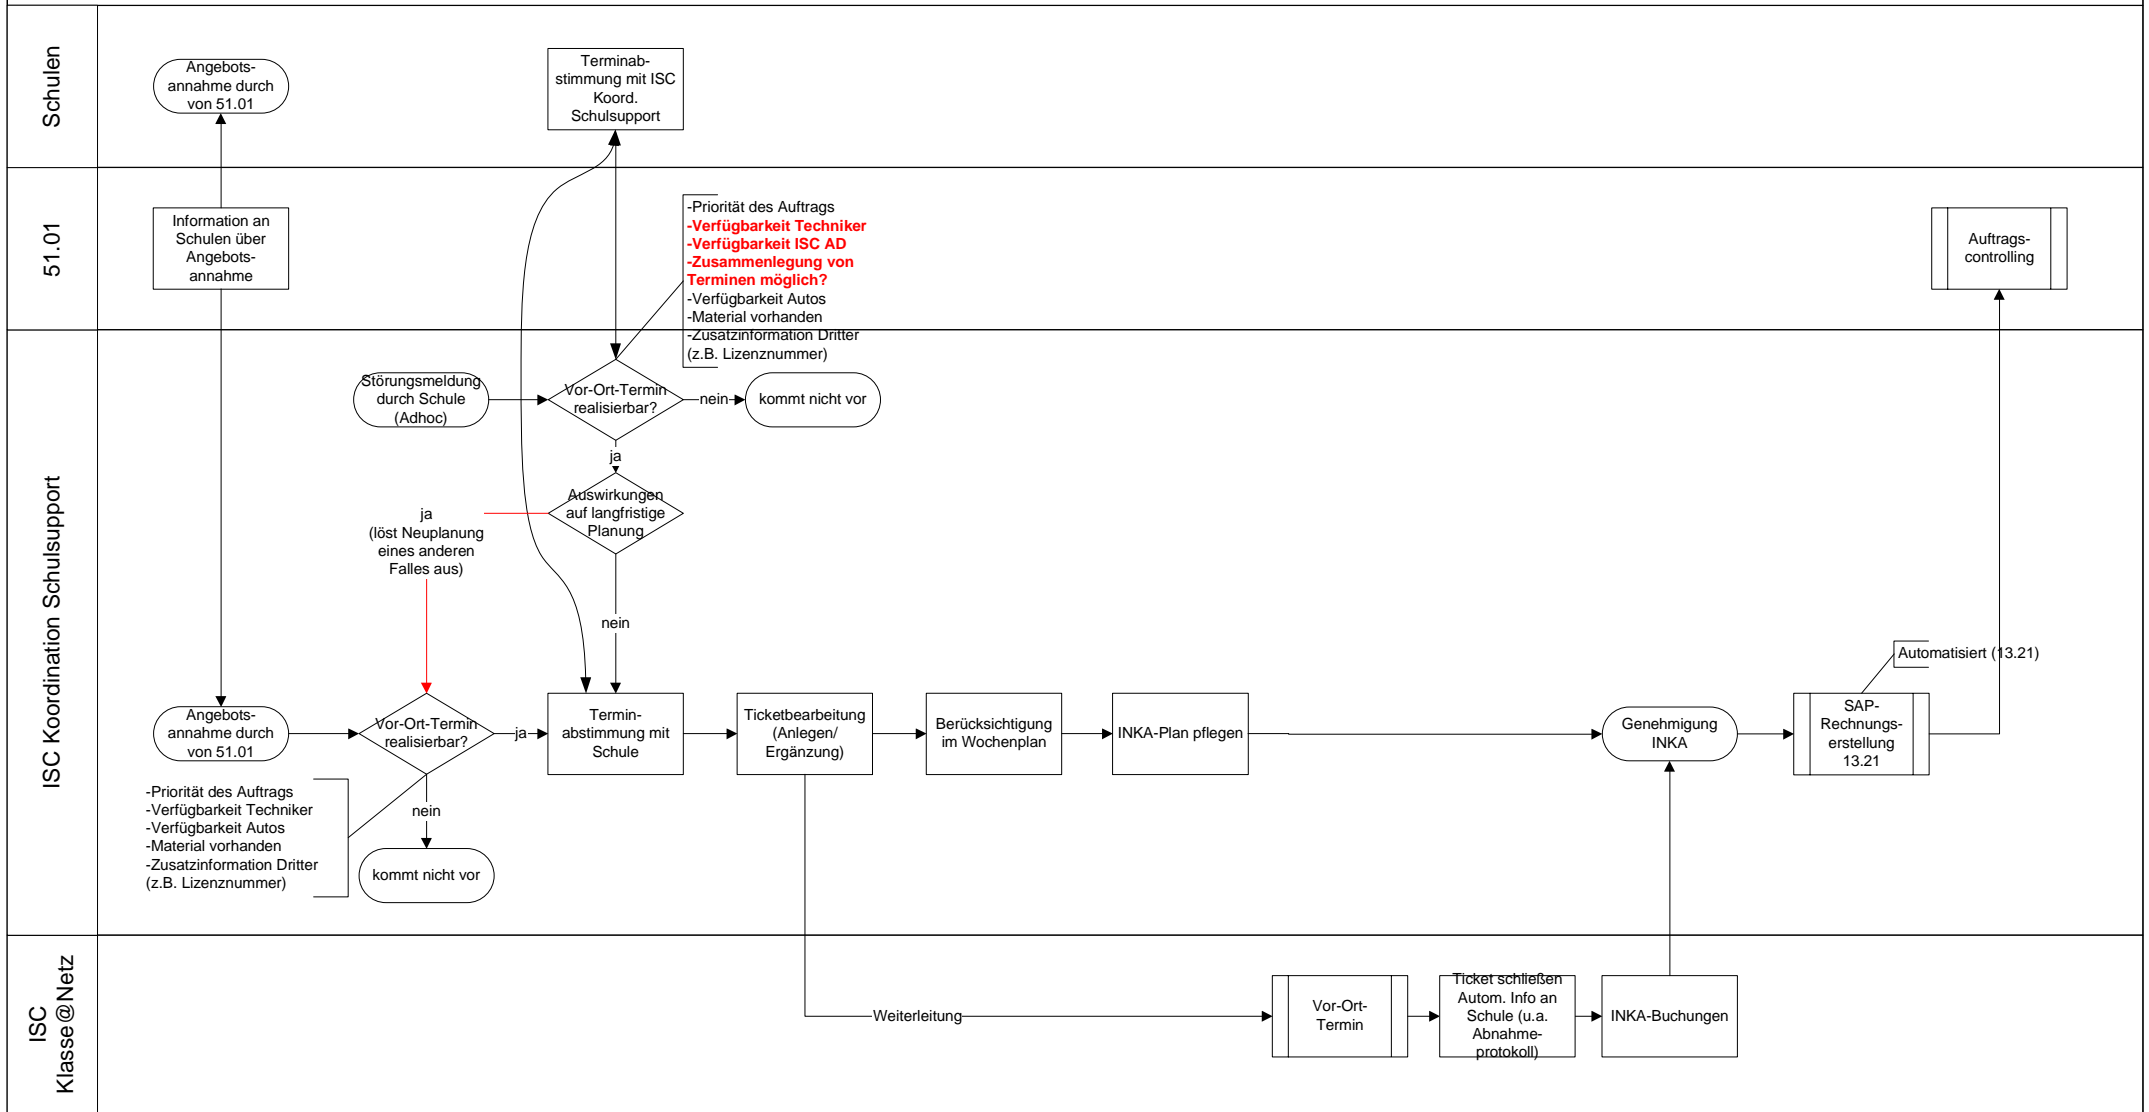 Schulen
Angebots-
annahme durch
von 51.01
Terminab-
stimmung mit ISC
Koord.
Schulsupport
51.01
Information an
Schulen über
Angebots-
annahme
-Priorität des Auftrags
-Verfügbarkeit Techniker
-Verfügbarkeit ISC AD
-Zusammenlegung von
Terminen möglich?
-Verfügbarkeit Autos
-Material vorhanden
-Zusatzinformation Dritter
(z.B. Lizenznummer)
Auftrags-
controlling
ISC Koordination Schulsupport
Störungsmeldung
durch Schule
(Adhoc)
Vor-Ort-Termin
realisierbar?
nein
kommt nicht vor
ja
Auswirkungen
auf langfristige
Planung
ja
(löst Neuplanung
eines anderen
Falles aus)
nein
Angebots-
annahme durch
von 51.01
Vor-Ort-Termin
realisierbar?
ja
Termin-
abstimmung mit
Schule
Ticketbearbeitung
(Anlegen/
Ergänzung)
Berücksichtigung
im Wochenplan
INKA-Plan pflegen
Genehmigung
INKA
SAP-
Rechnungs-
erstellung
13.21
Automatisiert (13.21)
-Priorität des Auftrags
-Verfügbarkeit Techniker
-Verfügbarkeit Autos
-Material vorhanden
-Zusatzinformation Dritter
(z.B. Lizenznummer)
nein
kommt nicht vor
ISC
Klasse@Netz
Weiterleitung
Vor-Ort-
Termin
Ticket schließen
Autom. Info an
Schule (u.a.
Abnahme-
protokoll)
INKA-Buchungen